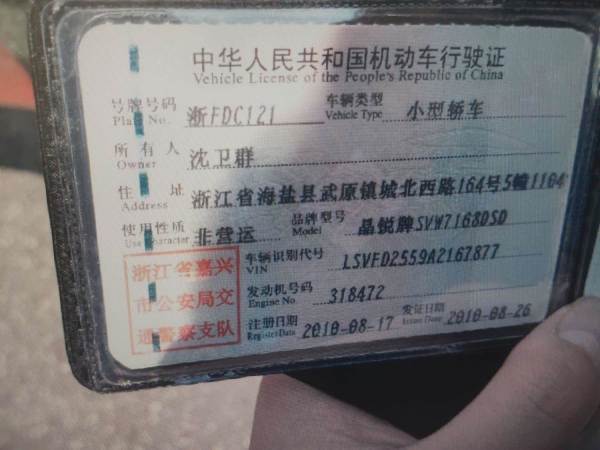 中华人民共和国机动车行驶证
Vehicle License of the People's Republic of China
号牌号码 浙FDC121 车辆类型 小型轿车
Plate No. Vehicle Type
所有人 沈卫群
Owner
住址 浙江省海盐县武原镇城北西路164号5幢1104
Address
使用性质 非营运 品牌型号 晶锐牌SVW7168DSD
Use Character Model
车辆识别代号 LSVFD2559A2167877
VIN
发动机号码 318472
Engine No.
注册日期 2010-08-17 发证日期 2010-08-26
Register Date Issue Date
浙江省嘉兴
市公安局交
通警察支队